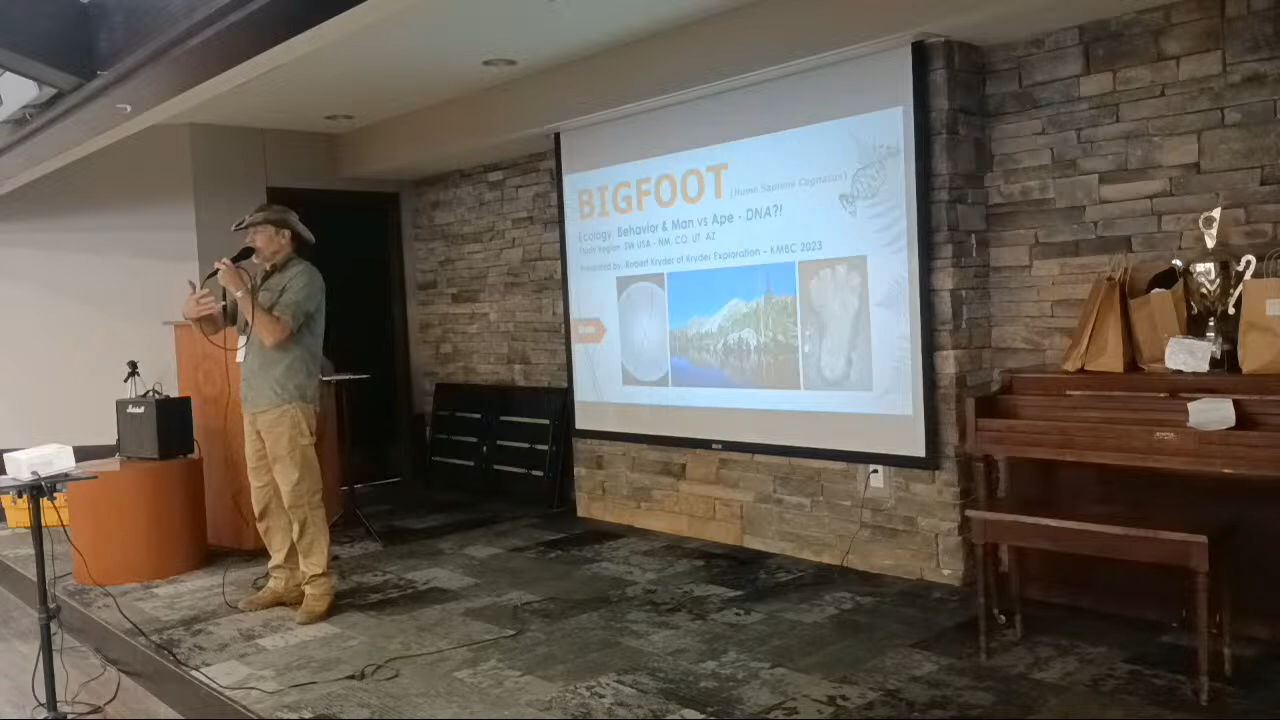 BIGFOOT (Homo Sapiens Cognatus)
Ecology, Behavior & Man vs Ape - DNA?!
Study Region: SW USA - NM, CO, UT, AZ
Presented by: Robert Kryder of Kryder Exploration – KMBC 2023
Marshall